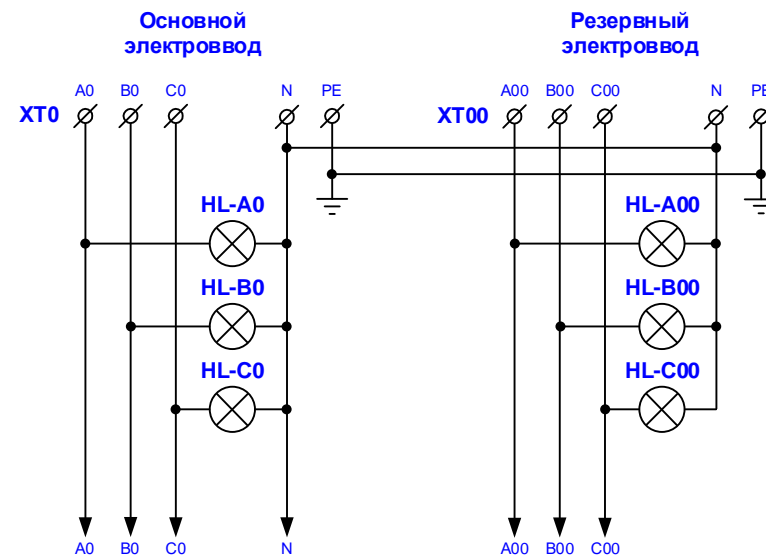 Основной
электроввод
Резервный
электроввод
A0 B0 C0 N PE
A00 B00 C00 N PE
XT0
XT00
HL-A0
HL-A00
HL-B0
HL-B00
HL-C0
HL-C00
A0 B0 C0 N
A00 B00 C00